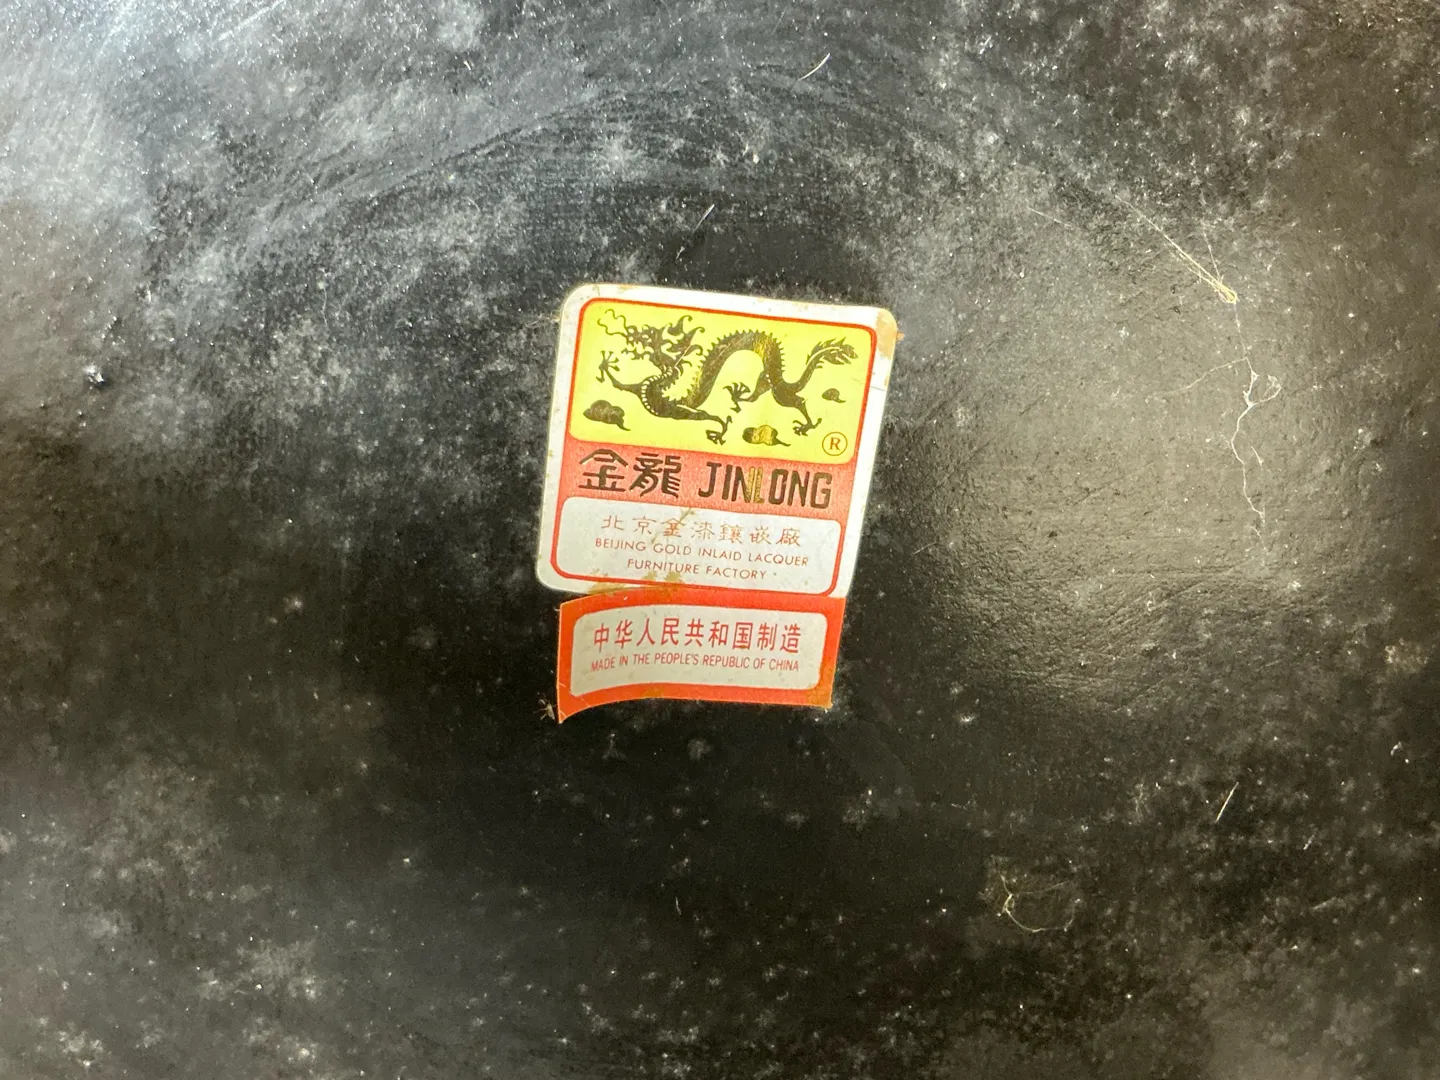 ®
金龍 JINLONG
北京金漆鑲嵌廠
BEIJING GOLD INLAID LACQUER
FURNITURE FACTORY
中华人民共和国制造
MADE IN THE PEOPLE'S REPUBLIC OF CHINA